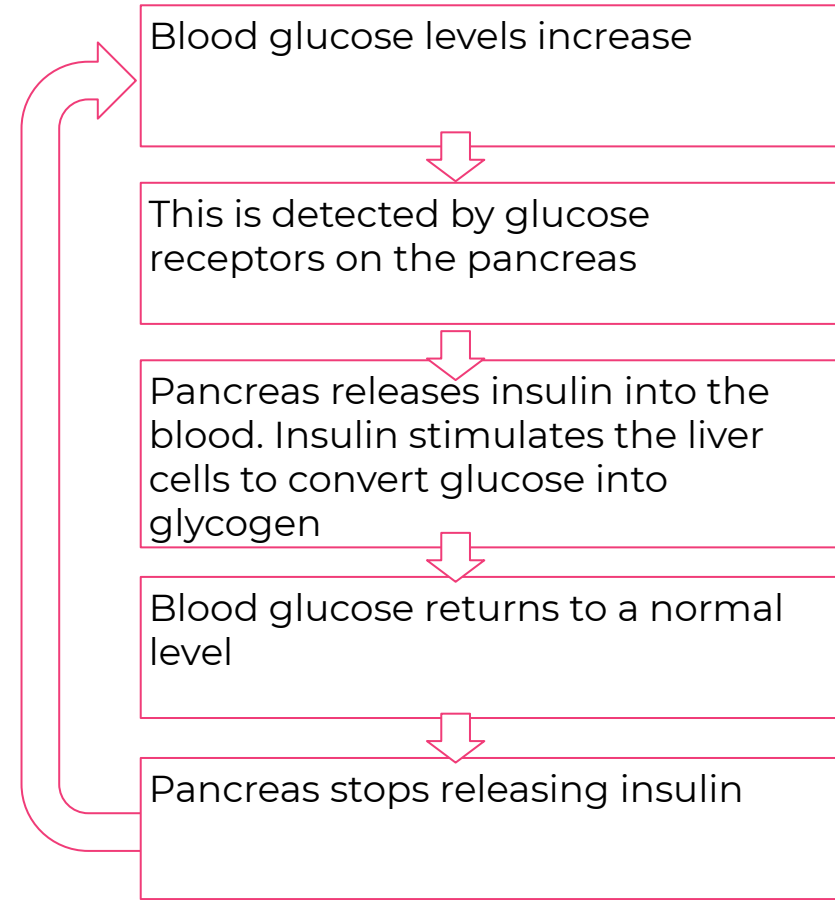 Blood glucose levels increase
This is detected by glucose
receptors on the pancreas
Pancreas releases insulin into the
blood. Insulin stimulates the liver
cells to convert glucose into
glycogen
Blood glucose returns to a normal
level
Pancreas stops releasing insulin